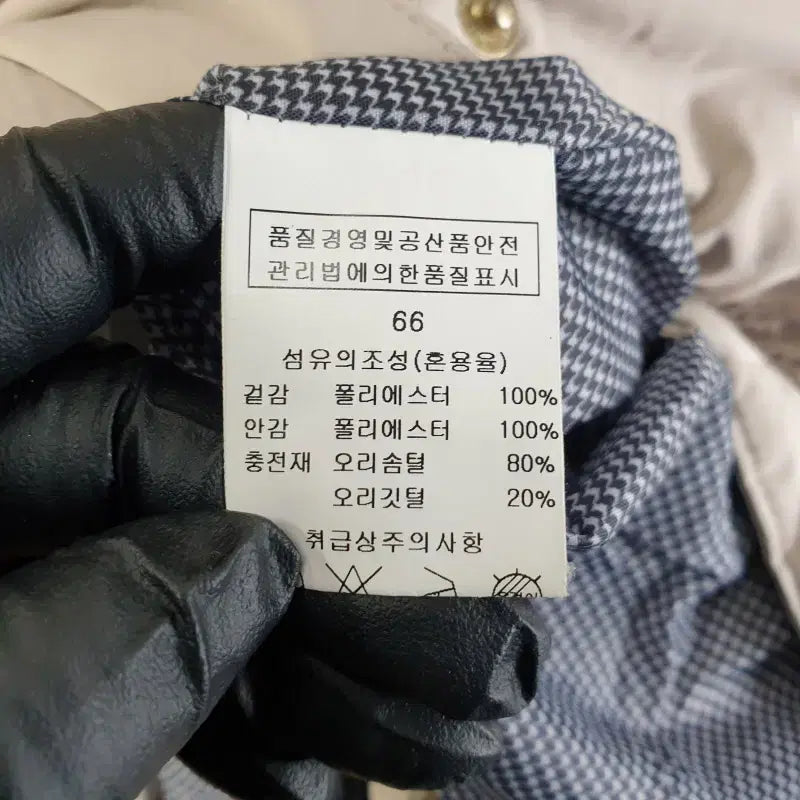 품질경영및공산품안전
관리법에의한품질표시
66
섬유의조성(혼용율)
겉감 폴리에스터 100%
안감 폴리에스터 100%
충전재 오리솜털 80%
오리깃털 20%
취급상주의사항